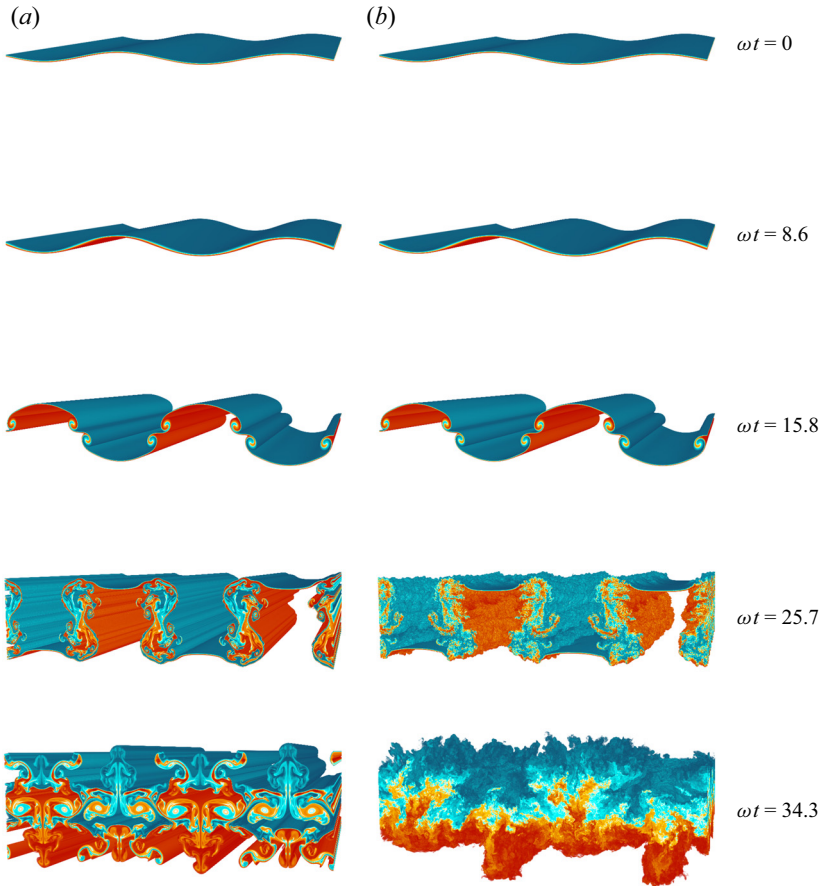 (a) (b)
ωt = 0
ωt = 8.6
ωt = 15.8
ωt = 25.7
ωt = 34.3